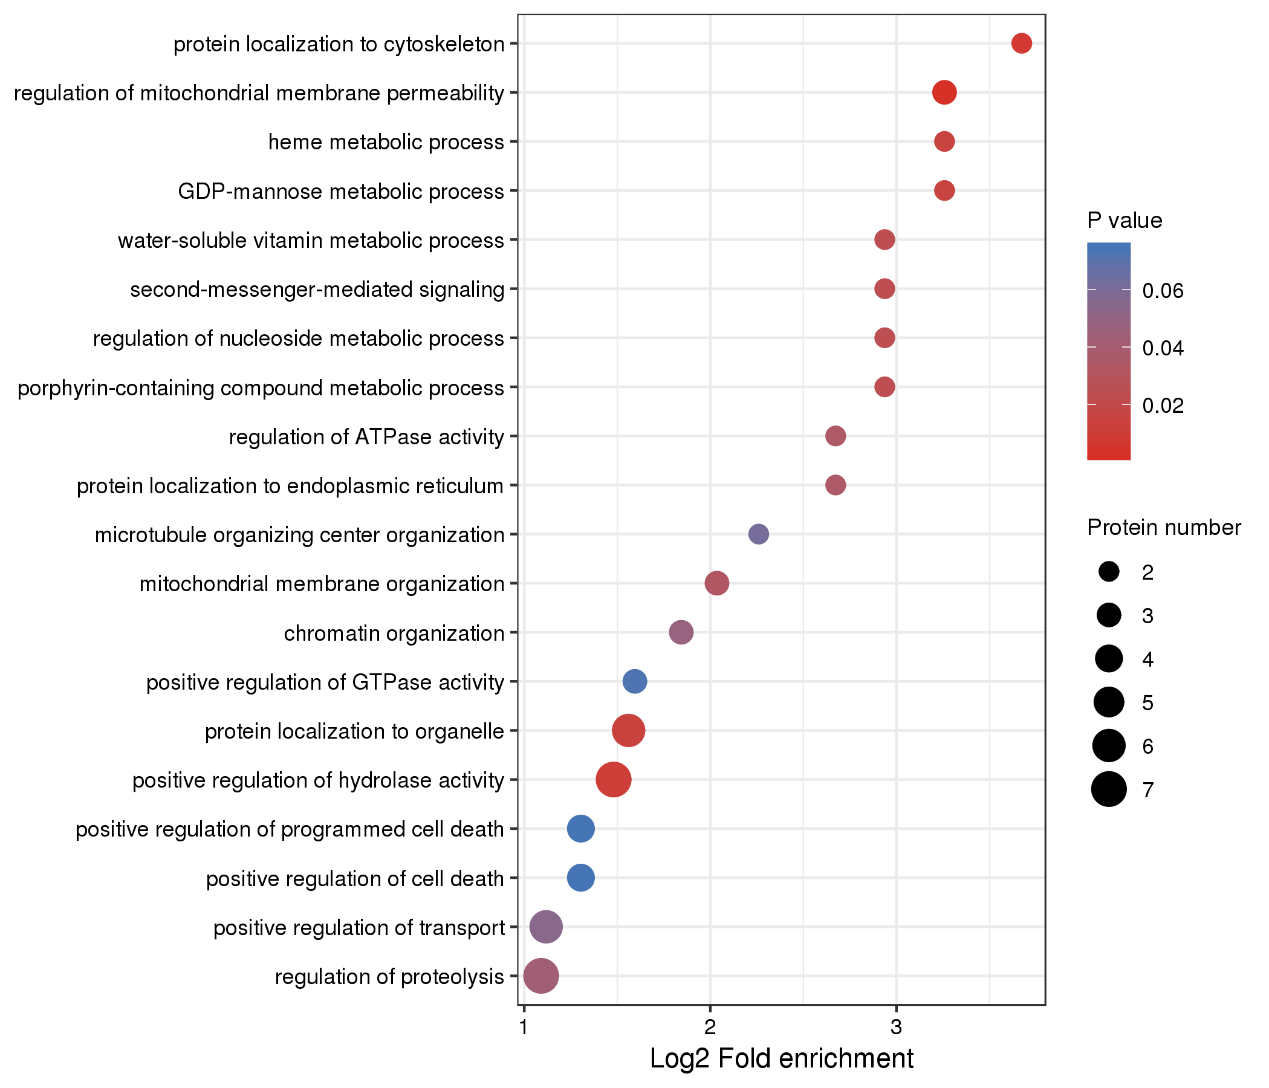 protein localization to cytoskeleton
regulation of mitochondrial membrane permeability
heme metabolic process
GDP-mannose metabolic process
water-soluble vitamin metabolic process
second-messenger-mediated signaling
regulation of nucleoside metabolic process
porphyrin-containing compound metabolic process
regulation of ATPase activity
protein localization to endoplasmic reticulum
microtubule organizing center organization
mitochondrial membrane organization
chromatin organization
positive regulation of GTPase activity
protein localization to organelle
positive regulation of hydrolase activity
positive regulation of programmed cell death
positive regulation of cell death
positive regulation of transport
regulation of proteolysis
1 2 3
Log2 Fold enrichment
P value
0.06
0.04
0.02
Protein number
2
3
4
5
6
7